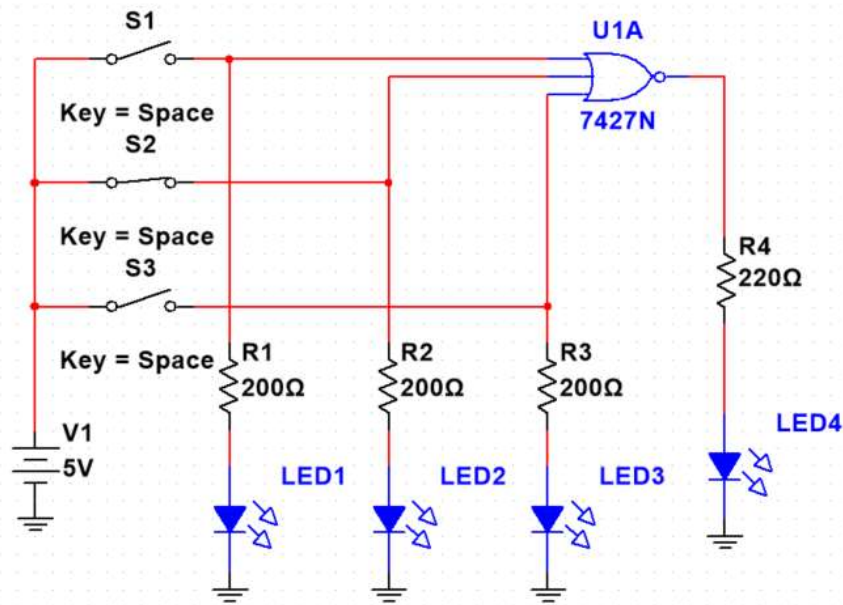 S1
U1A
Key = Space
7427N
S2
Key = Space
S3
R4
220Ω
Key = Space
R1
200Ω
R2
200Ω
R3
200Ω
V1
5V
LED1
LED2
LED3
LED4